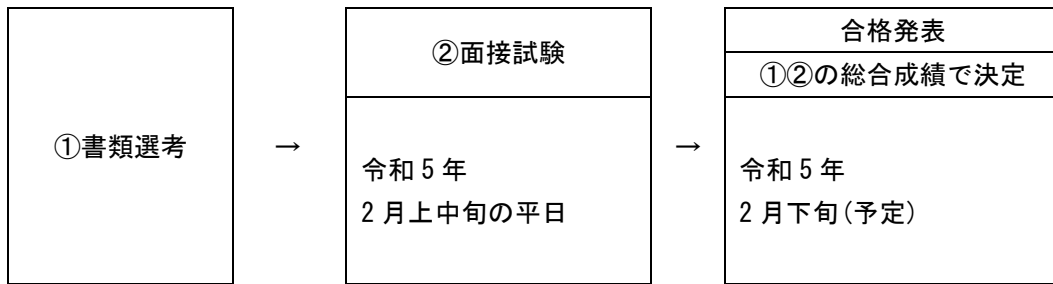 ①書類選考
→
②面接試験
令和５年
２月上中旬の平日
→
合格発表
①②の総合成績で決定
令和５年
２月下旬(予定)